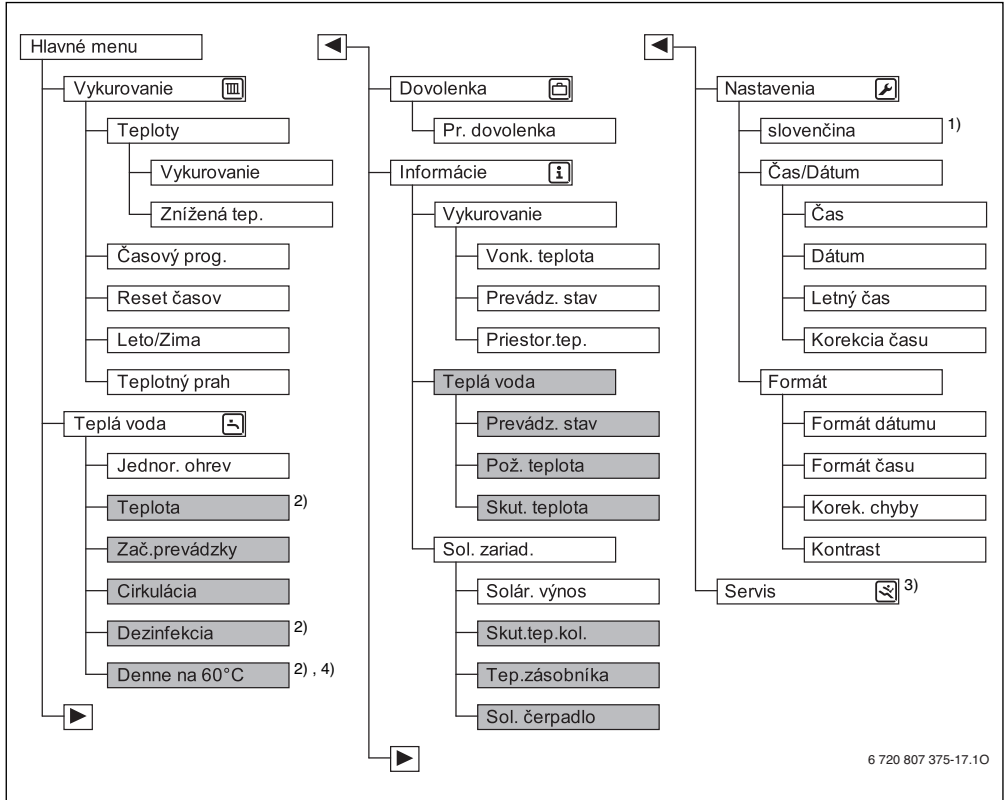 Hlavné menu
Vykurovanie
Teploty
Vykurovanie
Znížená tep.
Časový prog.
Reset časov
Leto/Zima
Teplotný prah
Teplá voda
Jednor. ohrev
Teplota 2)
Zač.prevádzky
Cirkulácia
Dezinfekcia 2)
Denne na 60°C 2) , 4)
Dovolenka
Pr. dovolenka
Informácie
Vykurovanie
Vonk. teplota
Prevádz. stav
Priestor.tep.
Teplá voda
Prevádz. stav
Pož. teplota
Skut. teplota
Sol. zariad.
Solár. výnos
Skut.tep.kol.
Tep.zásobníka
Sol. čerpadlo
Nastavenia
slovenčina 1)
Čas/Dátum
Čas
Dátum
Letný čas
Korekcia času
Formát
Formát dátumu
Formát času
Korek. chyby
Kontrast
Servis 3)
6 720 807 375-17.1O